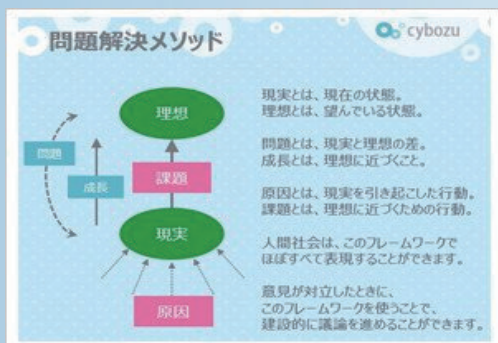 問題解決メソッド
cybozu
理想
問題
成長
課題
現実
原因
現実とは、現在の状態。
理想とは、望んでいる状態。
問題とは、現実と理想の差。
成長とは、理想に近づくこと。
原因とは、現実を引き起こした行動。
課題とは、理想に近づくための行動。
人間社会は、このフレームワークで
ほぼすべて表現することができます。
意見が対立したときに、
このフレームワークを使うことで、
建設的に議論を進めることができます。